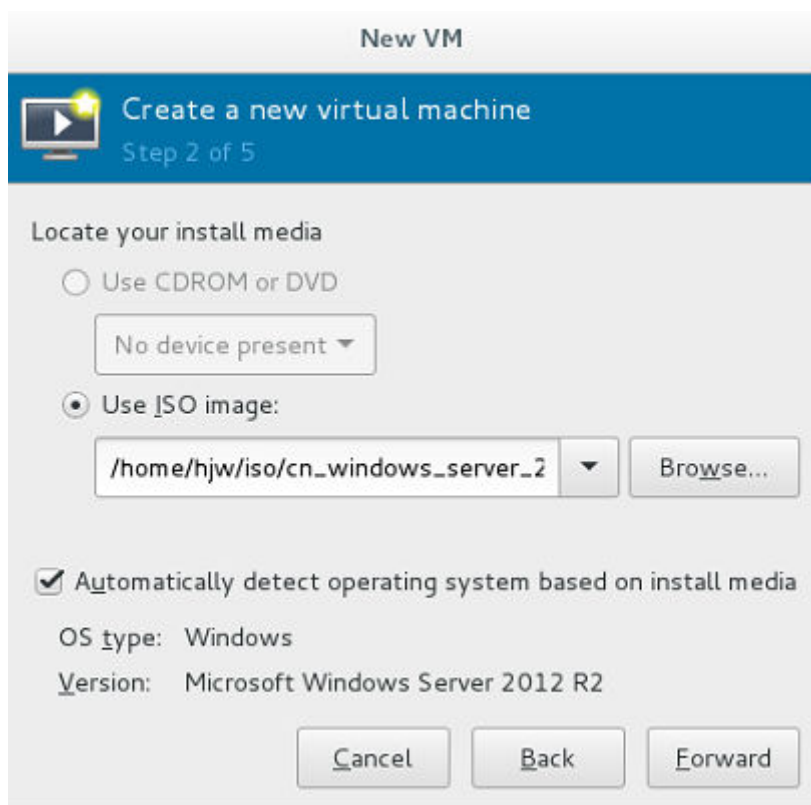 New VM
Create a new virtual machine
Step 2 of 5
Locate your install media
Use CDROM or DVD
No device present
Use ISO image:
/home/hjw/iso/cn_windows_server_2
Browse...
Automatically detect operating system based on install media
OS type: Windows
Version: Microsoft Windows Server 2012 R2
Cancel Back Forward